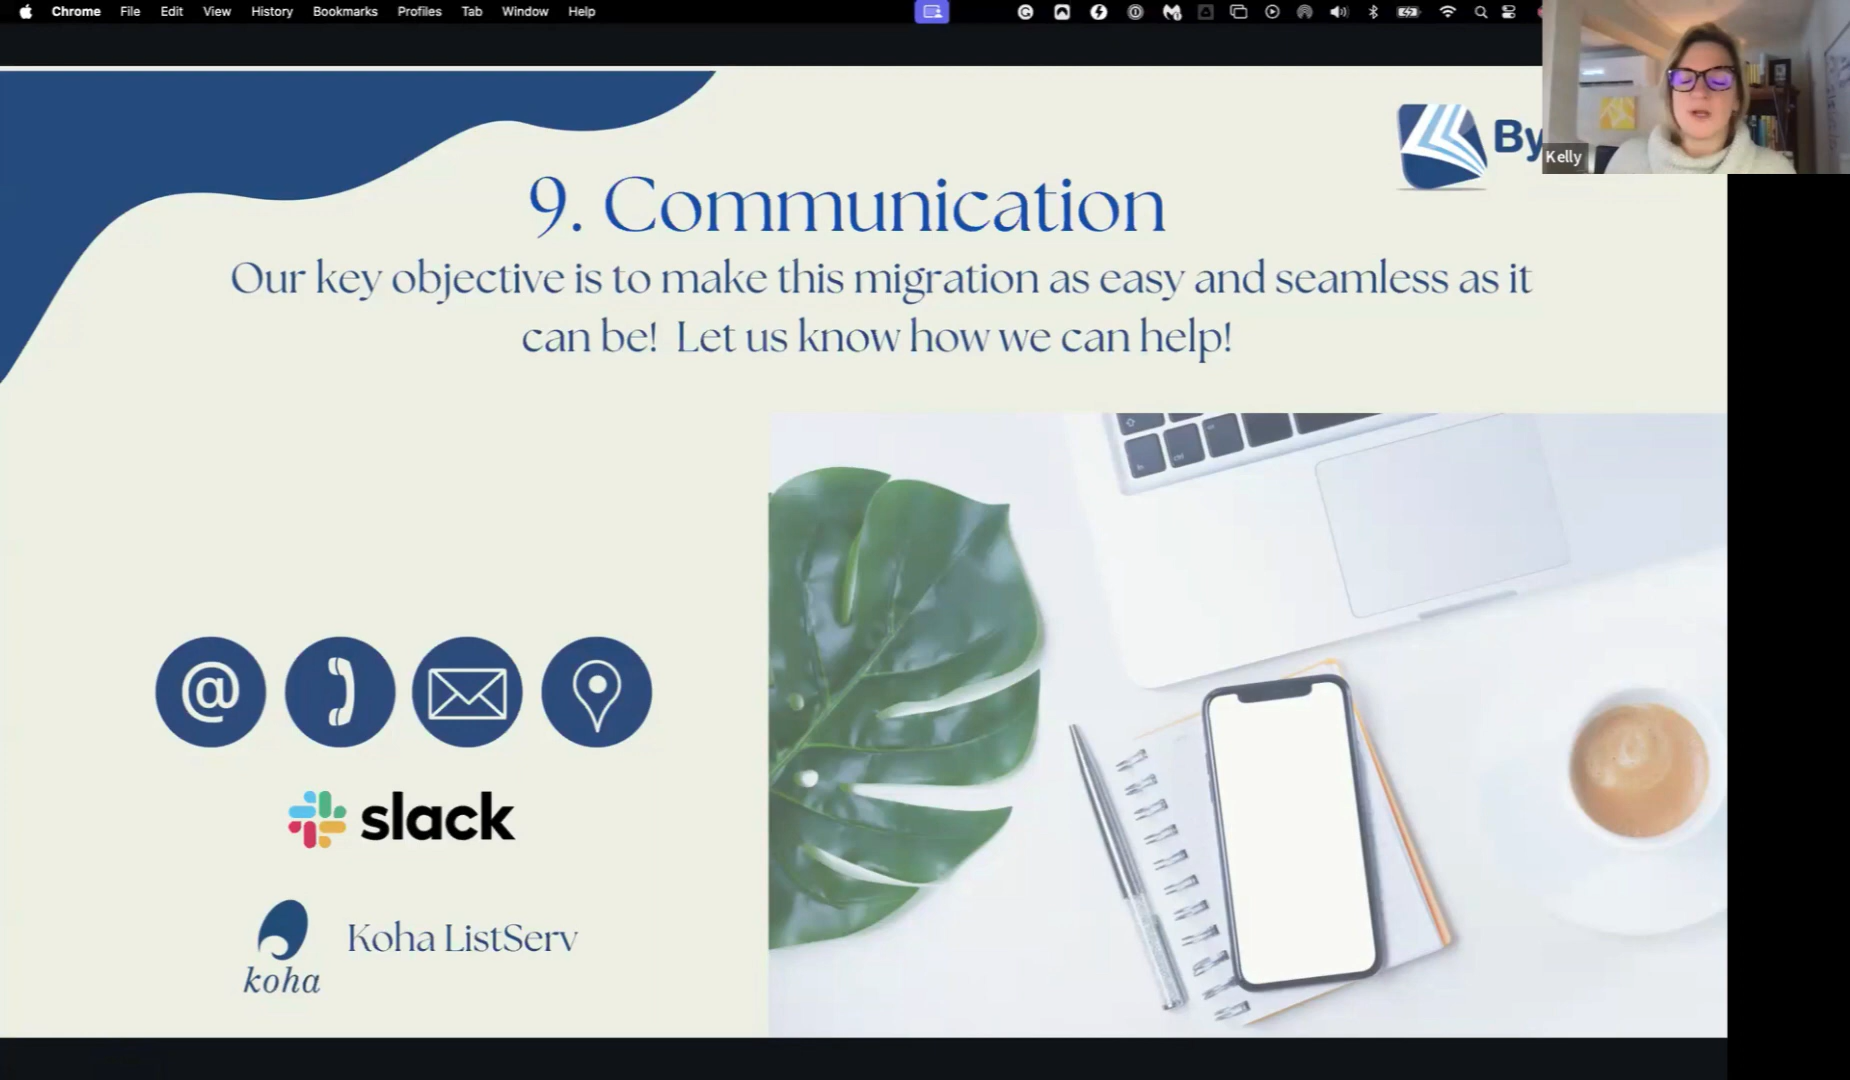 Chrome File Edit View History Bookmarks Profiles Tab Window Help
By
Kelly
9. Communication
Our key objective is to make this migration as easy and seamless as it
can be! Let us know how we can help!
@
slack
koha
Koha ListServ